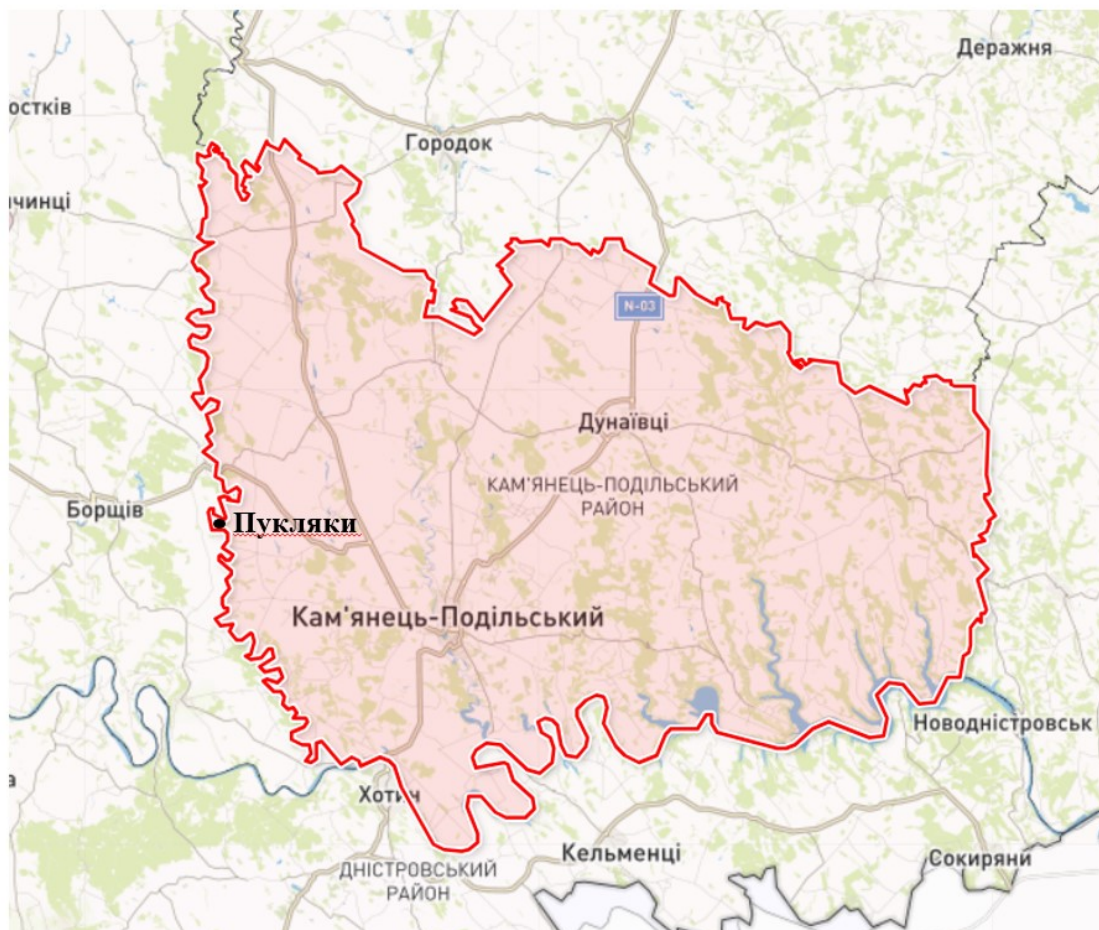 Деражня
остків
Городок
чинці
N-03
Дунаївці
КАМ'ЯНЕЦЬ-ПОДІЛЬСЬКИЙ
РАЙОН
Борщів
Пукляки
Кам'янець-Подільський
Новодністровськ
а
Хотин
Кельменці
Сокиряни
ДНІСТРОВСЬКИЙ
РАЙОН